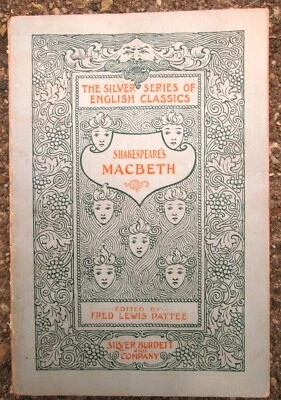 THE SILVER SERIES OF
ENGLISH CLASSICS
SHAKESPEARE'S
MACBETH
EDITED BY
FRED LEWIS PATTEE
SILVER BURDETT
AND
COMPANY